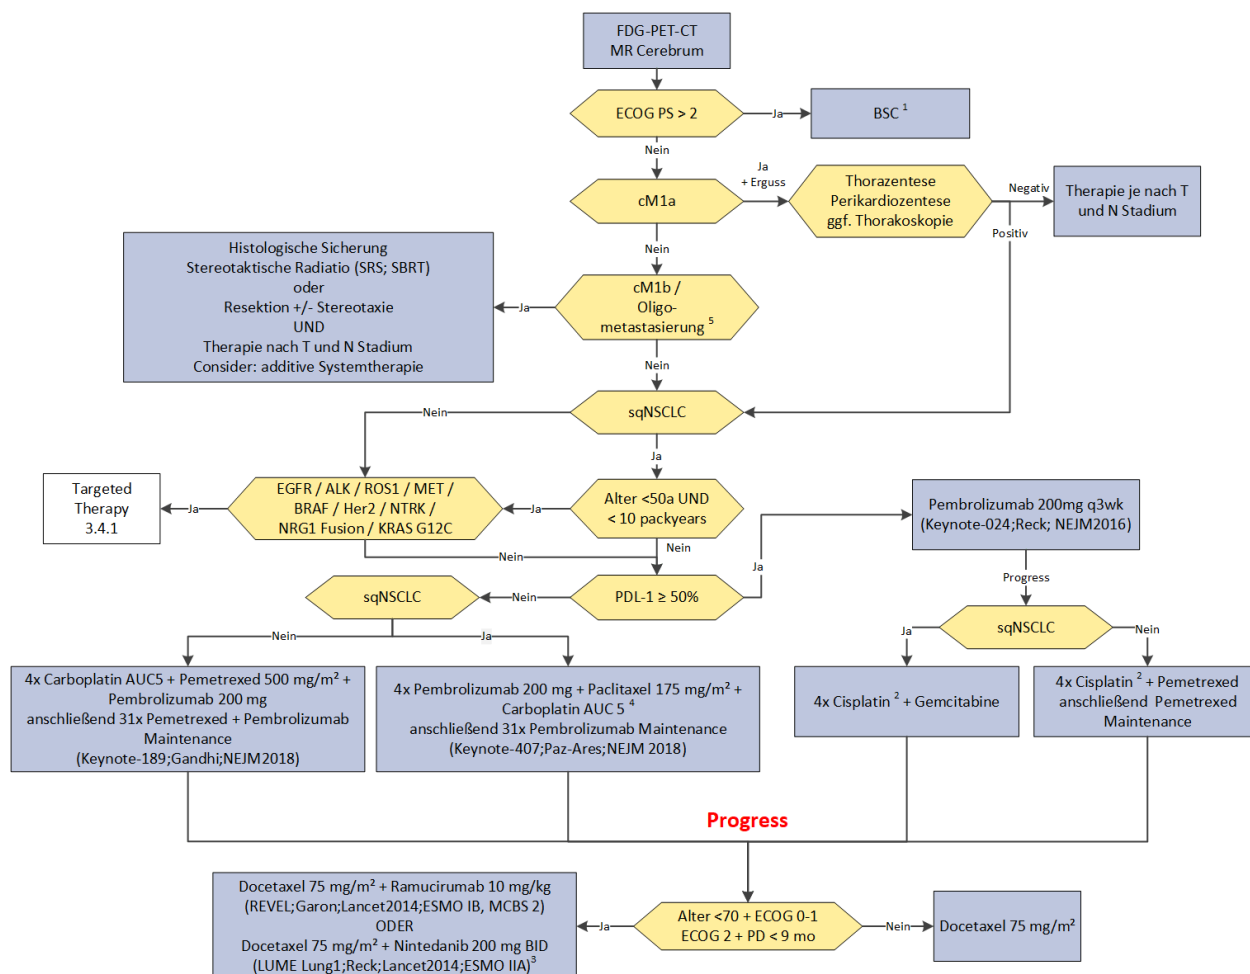 FDG-PET-CT
MR Cerebrum
ECOG PS > 2
Ja
BSC 1
Nein
cM1a
Ja
+ Erguss
Thorazentese
Perikardiozentese
ggf. Thorakoskopie
Negativ
Therapie je nach T
und N Stadium
Positiv
Nein
Histologische Sicherung
Stereotaktische Radiatio (SRS; SBRT)
oder
Resektion +/- Stereotaxie
UND
Therapie nach T und N Stadium
Consider: additive Systemtherapie
Ja
cM1b /
Oligo-
metastasierung 5
Nein
sqNSCLC
Nein
Ja
Targeted
Therapy
3.4.1
Ja
EGFR / ALK / ROS1 / MET /
BRAF / Her2 / NTRK /
NRG1 Fusion / KRAS G12C
Ja
Alter <50a UND
< 10 packyears
Nein
Nein
Pembrolizumab 200mg q3wk
(Keynote-024;Reck; NEJM2016)
Ja
PDL-1 ≥ 50%
Nein
sqNSCLC
Progress
sqNSCLC
Nein
Ja
Ja
Nein
4x Carboplatin AUC5 + Pemetrexed 500 mg/m² +
Pembrolizumab 200 mg
anschließend 31x Pemetrexed + Pembrolizumab
Maintenance
(Keynote-189;Gandhi;NEJM2018)
4x Pembrolizumab 200 mg + Paclitaxel 175 mg/m² +
Carboplatin AUC 5 4
anschließend 31x Pembrolizumab Maintenance
(Keynote-407;Paz-Ares;NEJM 2018)
4x Cisplatin 2 + Gemcitabine
4x Cisplatin 2 + Pemetrexed
anschließend Pemetrexed
Maintenance
Progress
Docetaxel 75 mg/m² + Ramucirumab 10 mg/kg
(REVEL;Garon;Lancet2014;ESMO IB, MCBS 2)
ODER
Docetaxel 75 mg/m² + Nintedanib 200 mg BID
(LUME Lung1;Reck;Lancet2014;ESMO IIA)3
Ja
Alter <70 + ECOG 0-1
ECOG 2 + PD < 9 mo
Nein
Docetaxel 75 mg/m²